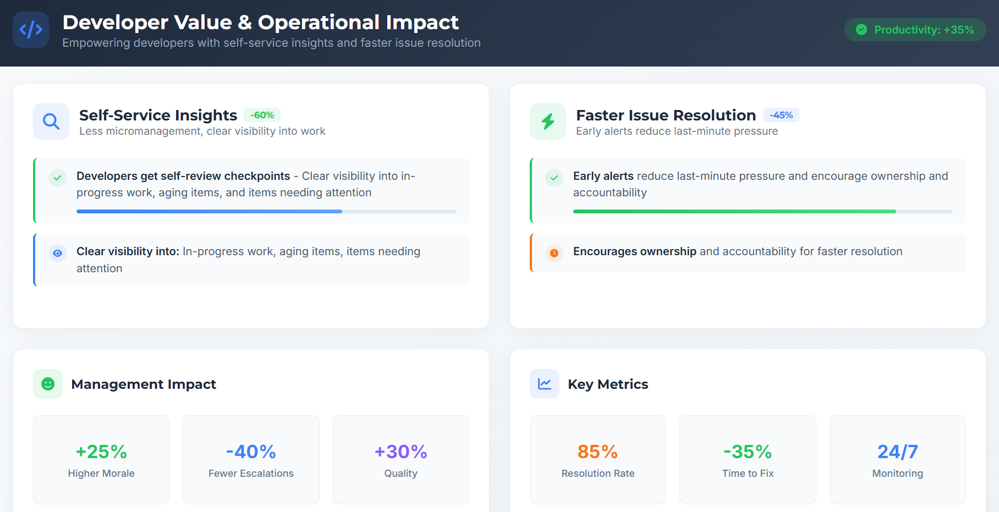 Developer Value & Operational Impact
Empowering developers with self-service insights and faster issue resolution
Productivity: +35%
Self-Service Insights -60%
Less micromanagement, clear visibility into work
Developers get self-review checkpoints - Clear visibility into in-
progress work, aging items, and items needing attention
Clear visibility into: In-progress work, aging items, items needing
attention
Faster Issue Resolution -45%
Early alerts reduce last-minute pressure
Early alerts reduce last-minute pressure and encourage ownership and
accountability
Encourages ownership and accountability for faster resolution
Management Impact
+25%
Higher Morale
-40%
Fewer Escalations
+30%
Quality
Key Metrics
85%
Resolution Rate
-35%
Time to Fix
24/7
Monitoring